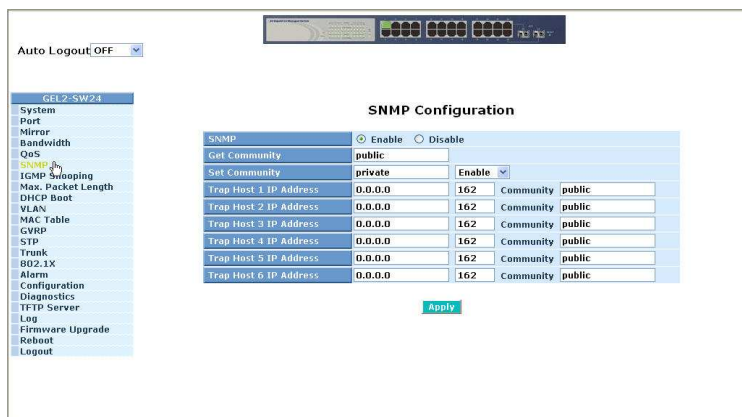 Auto Logout OFF
GEL2-SW24
System
Port
Mirror
Bandwidth
QoS
SNMP
IGMP Snooping
Max. Packet Length
DHCP Boot
VLAN
MAC Table
GVRP
STP
Trunk
802.1X
Alarm
Configuration
Diagnostics
TFTP Server
Log
Firmware Upgrade
Reboot
Logout
SNMP Configuration
SNMP Enable Disable
Get Community public
Set Community private Enable
Trap Host 1 IP Address 0.0.0.0 162 Community public
Trap Host 2 IP Address 0.0.0.0 162 Community public
Trap Host 3 IP Address 0.0.0.0 162 Community public
Trap Host 4 IP Address 0.0.0.0 162 Community public
Trap Host 5 IP Address 0.0.0.0 162 Community public
Trap Host 6 IP Address 0.0.0.0 162 Community public
Apply